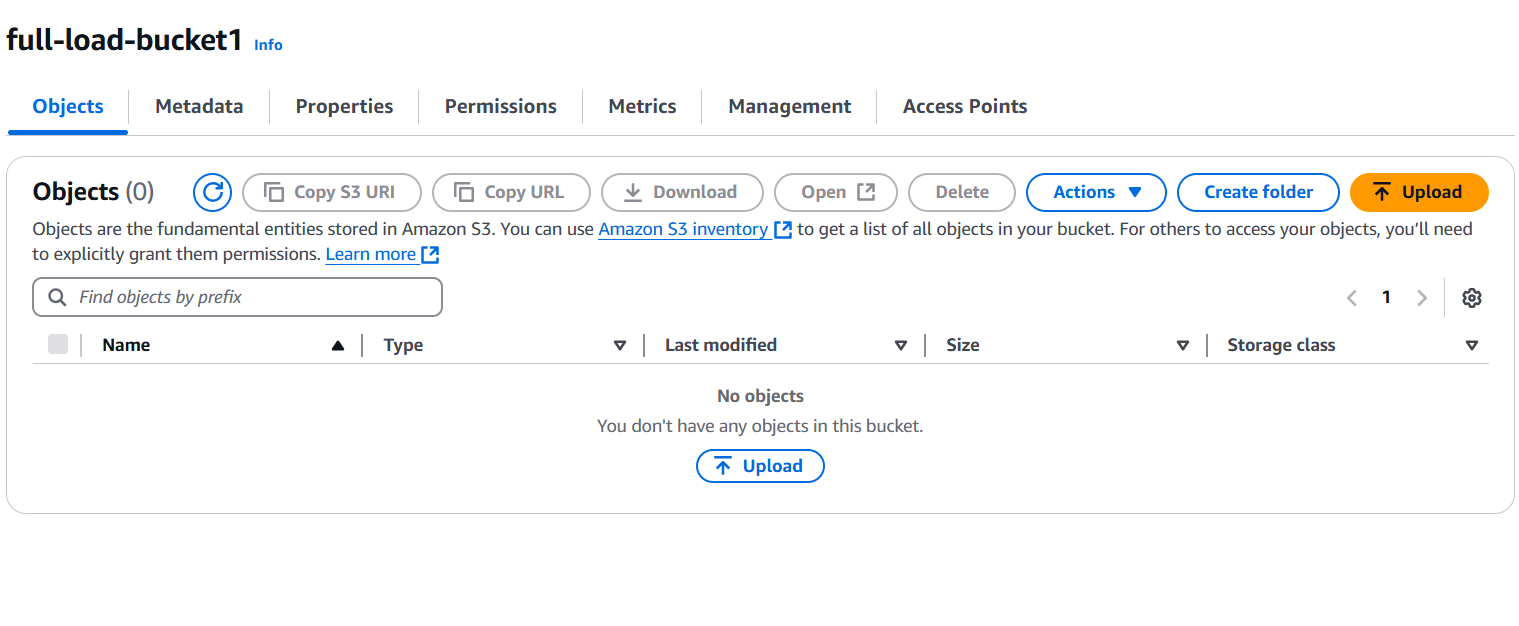 full-load-bucket1 Info
Objects Metadata Properties Permissions Metrics Management Access Points
Objects (0) Copy S3 URI Copy URL Download Open Delete Actions Create folder Upload
Objects are the fundamental entities stored in Amazon S3. You can use Amazon S3 inventory to get a list of all objects in your bucket. For others to access your objects, you’ll need
to explicitly grant them permissions. Learn more
Find objects by prefix 1
Name Type Last modified Size Storage class
No objects
You don't have any objects in this bucket.
Upload